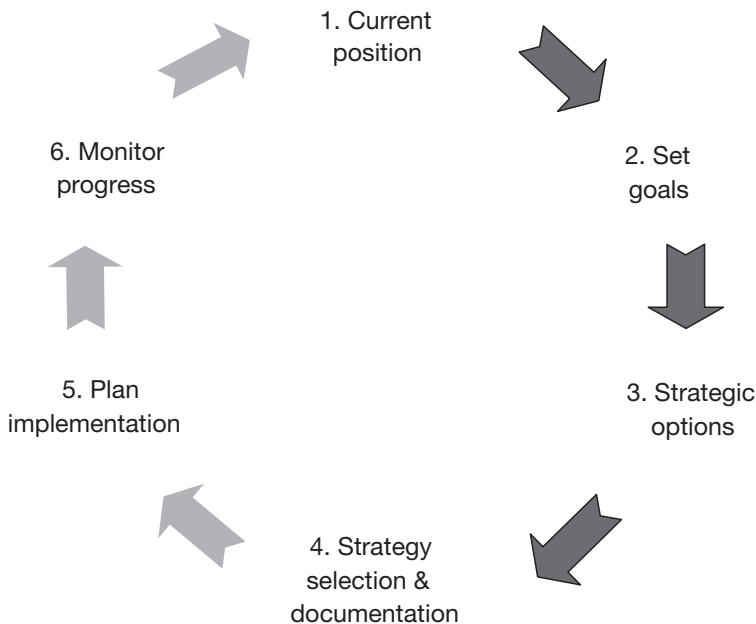 1. Current
position
2. Set
goals
3. Strategic
options
4. Strategy
selection &
documentation
5. Plan
implementation
6. Monitor
progress